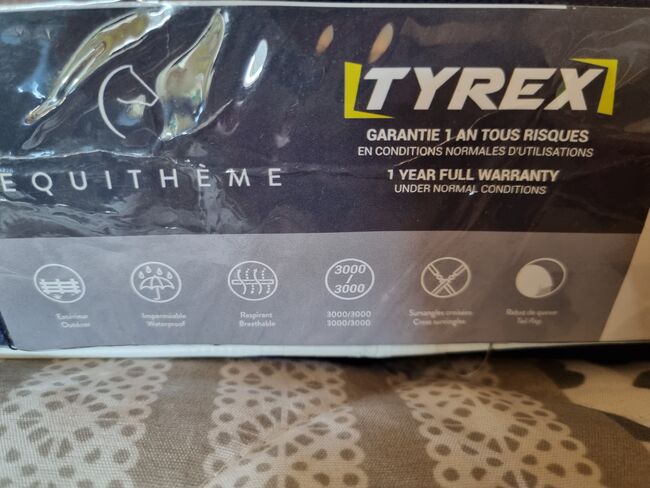 TYREX
GARANTIE 1 AN TOUS RISQUES
EN CONDITIONS NORMALES D'UTILISATIONS
EQUITHÈME
1 YEAR FULL WARRANTY
UNDER NORMAL CONDITIONS
3000
/ 3000
Extérieur
Outdoor
Imperméable
Waterproof
Respirant
Breathable
3000/3000
3000/3000
Sursangles croisées
Cross surcingles
Rabat de queue
Tail flap